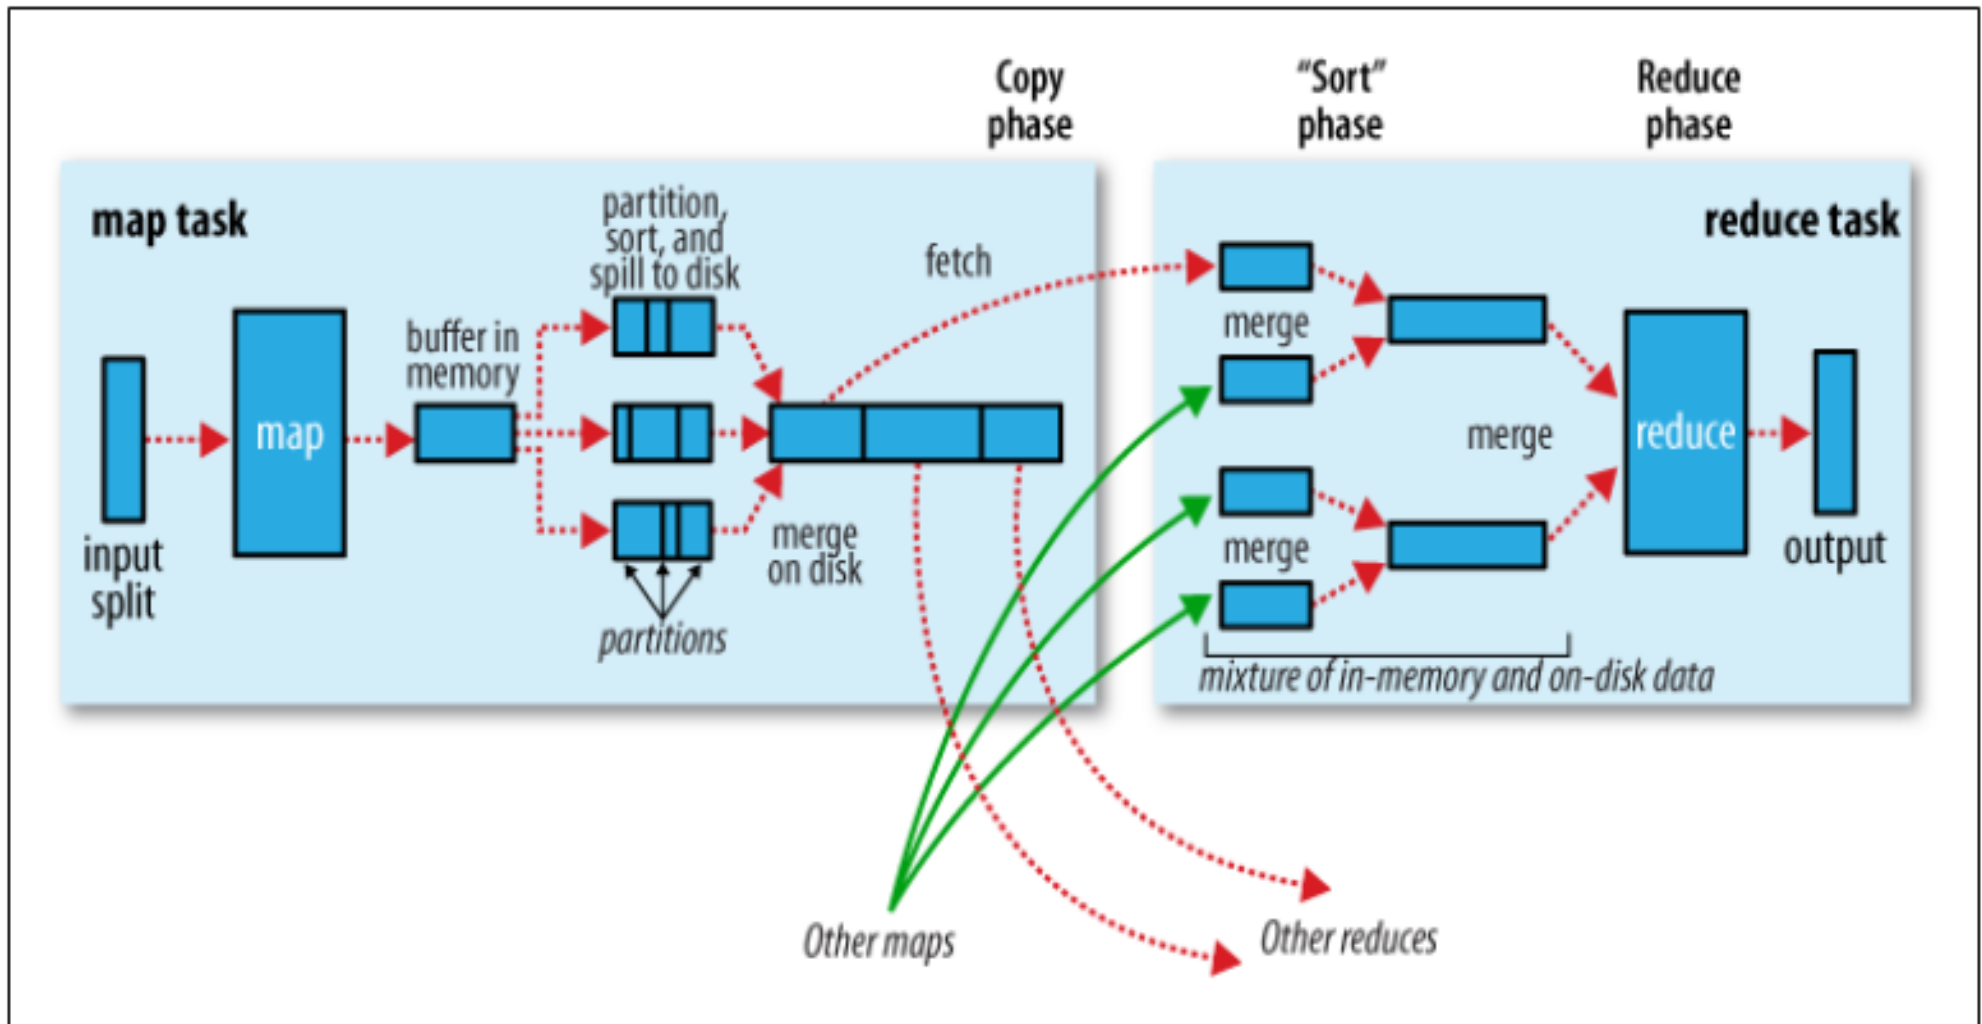 Copy
phase
“Sort”
phase
Reduce
phase
map task
partition,
sort, and
spill to disk
fetch
reduce task
buffer in
memory
merge
map
merge
reduce
input
split
merge
on disk
merge
output
partitions
mixture of in-memory and on-disk data
Other maps
Other reduces